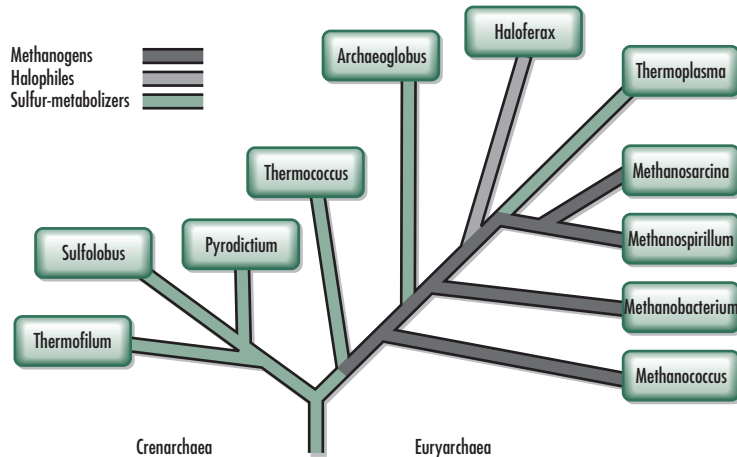 Methanogens
Halophiles
Sulfur-metabolizers
Haloferax
Archaeoglobus
Thermoplasma
Thermococcus
Methanosarcina
Sulfolobus
Pyrodictium
Methanospirillum
Methanobacterium
Thermofilum
Methanococcus
Crenarchaea
Euryarchaea